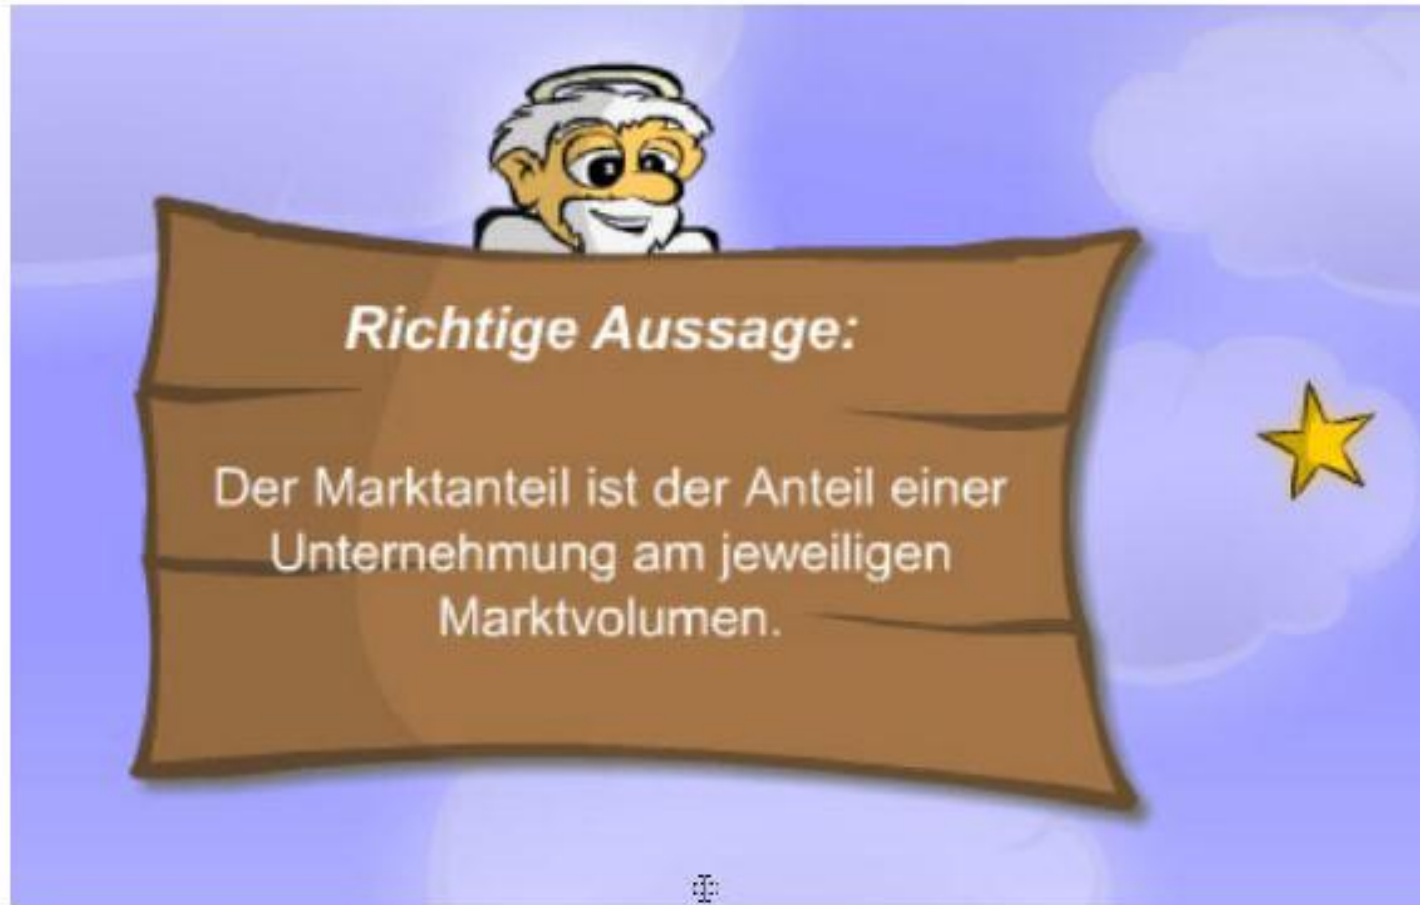 Richtige Aussage:
Der Marktanteil ist der Anteil einer
Unternehmung am jeweiligen
Marktvolumen.